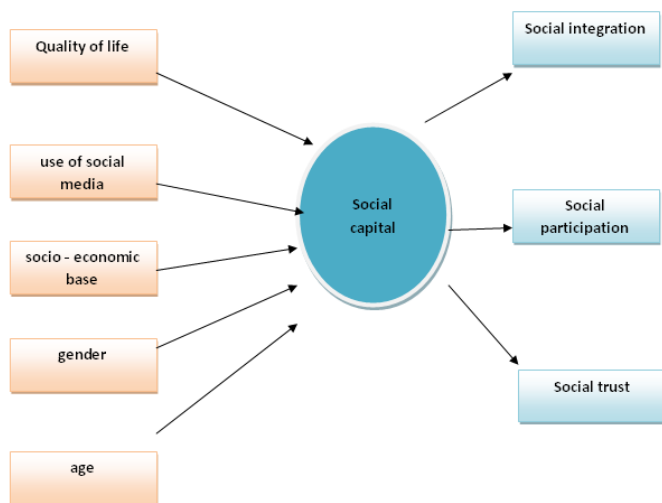 Quality of life
use of social
media
socio - economic
base
gender
age
Social
capital
Social integration
Social
participation
Social trust